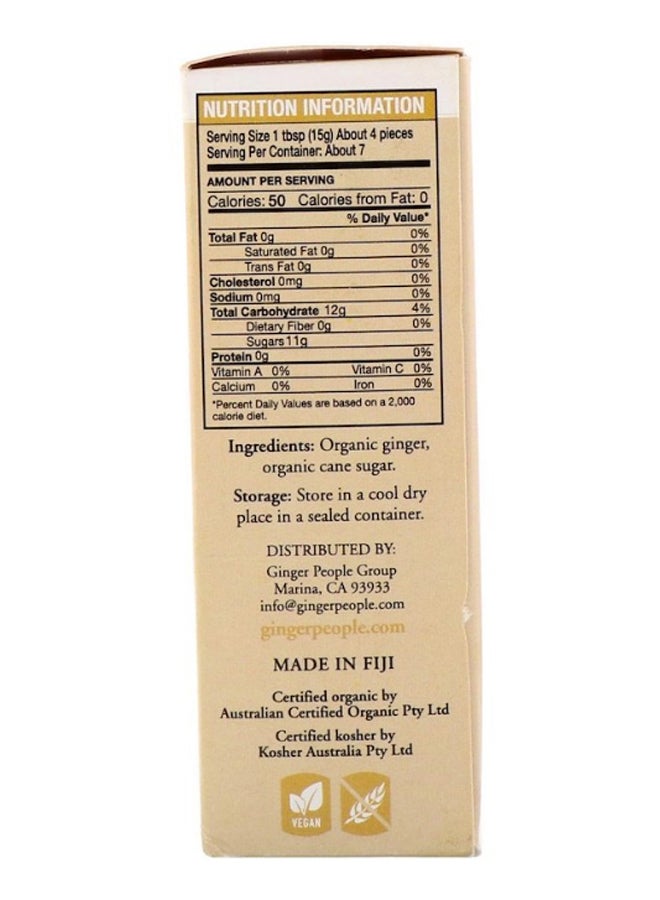 NUTRITION INFORMATION
Serving Size 1 tbsp (15g) About 4 pieces
Serving Per Container: About 7
AMOUNT PER SERVING
Calories: 50 Calories from Fat: 0
% Daily Value*
Total Fat 0g 0%
Saturated Fat 0g 0%
Trans Fat 0g 0%
Cholesterol 0mg 0%
Sodium 0mg 0%
Total Carbohydrate 12g 4%
Dietary Fiber 0g 0%
Sugars 11g
Protein 0g 0%
Vitamin A 0% Vitamin C 0%
Calcium 0% Iron 0%
*Percent Daily Values are based on a 2,000
calorie diet.
Ingredients: Organic ginger,
organic cane sugar.
Storage: Store in a cool dry
place in a sealed container.
DISTRIBUTED BY:
Ginger People Group
Marina, CA 93933
info@gingerpeople.com
gingerpeople.com
MADE IN FIJI
Certified organic by
Australian Certified Organic Pty Ltd
Certified kosher by
Kosher Australia Pty Ltd
VEGAN